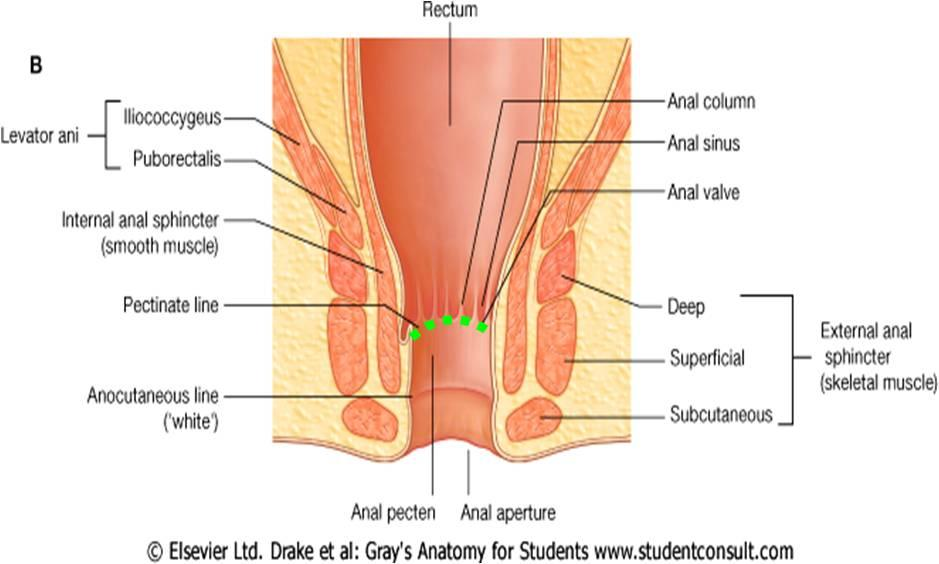 Rectum
B
Levator ani
Iliococcygeus
Puborectalis
Internal anal sphincter
(smooth muscle)
Pectinate line
Anocutaneous line
('white')
Anal column
Anal sinus
Anal valve
Deep
Superficial
Subcutaneous
External anal
sphincter
(skeletal muscle)
Anal pecten
Anal aperture
© Elsevier Ltd. Drake et al: Gray's Anatomy for Students www.studentconsult.com